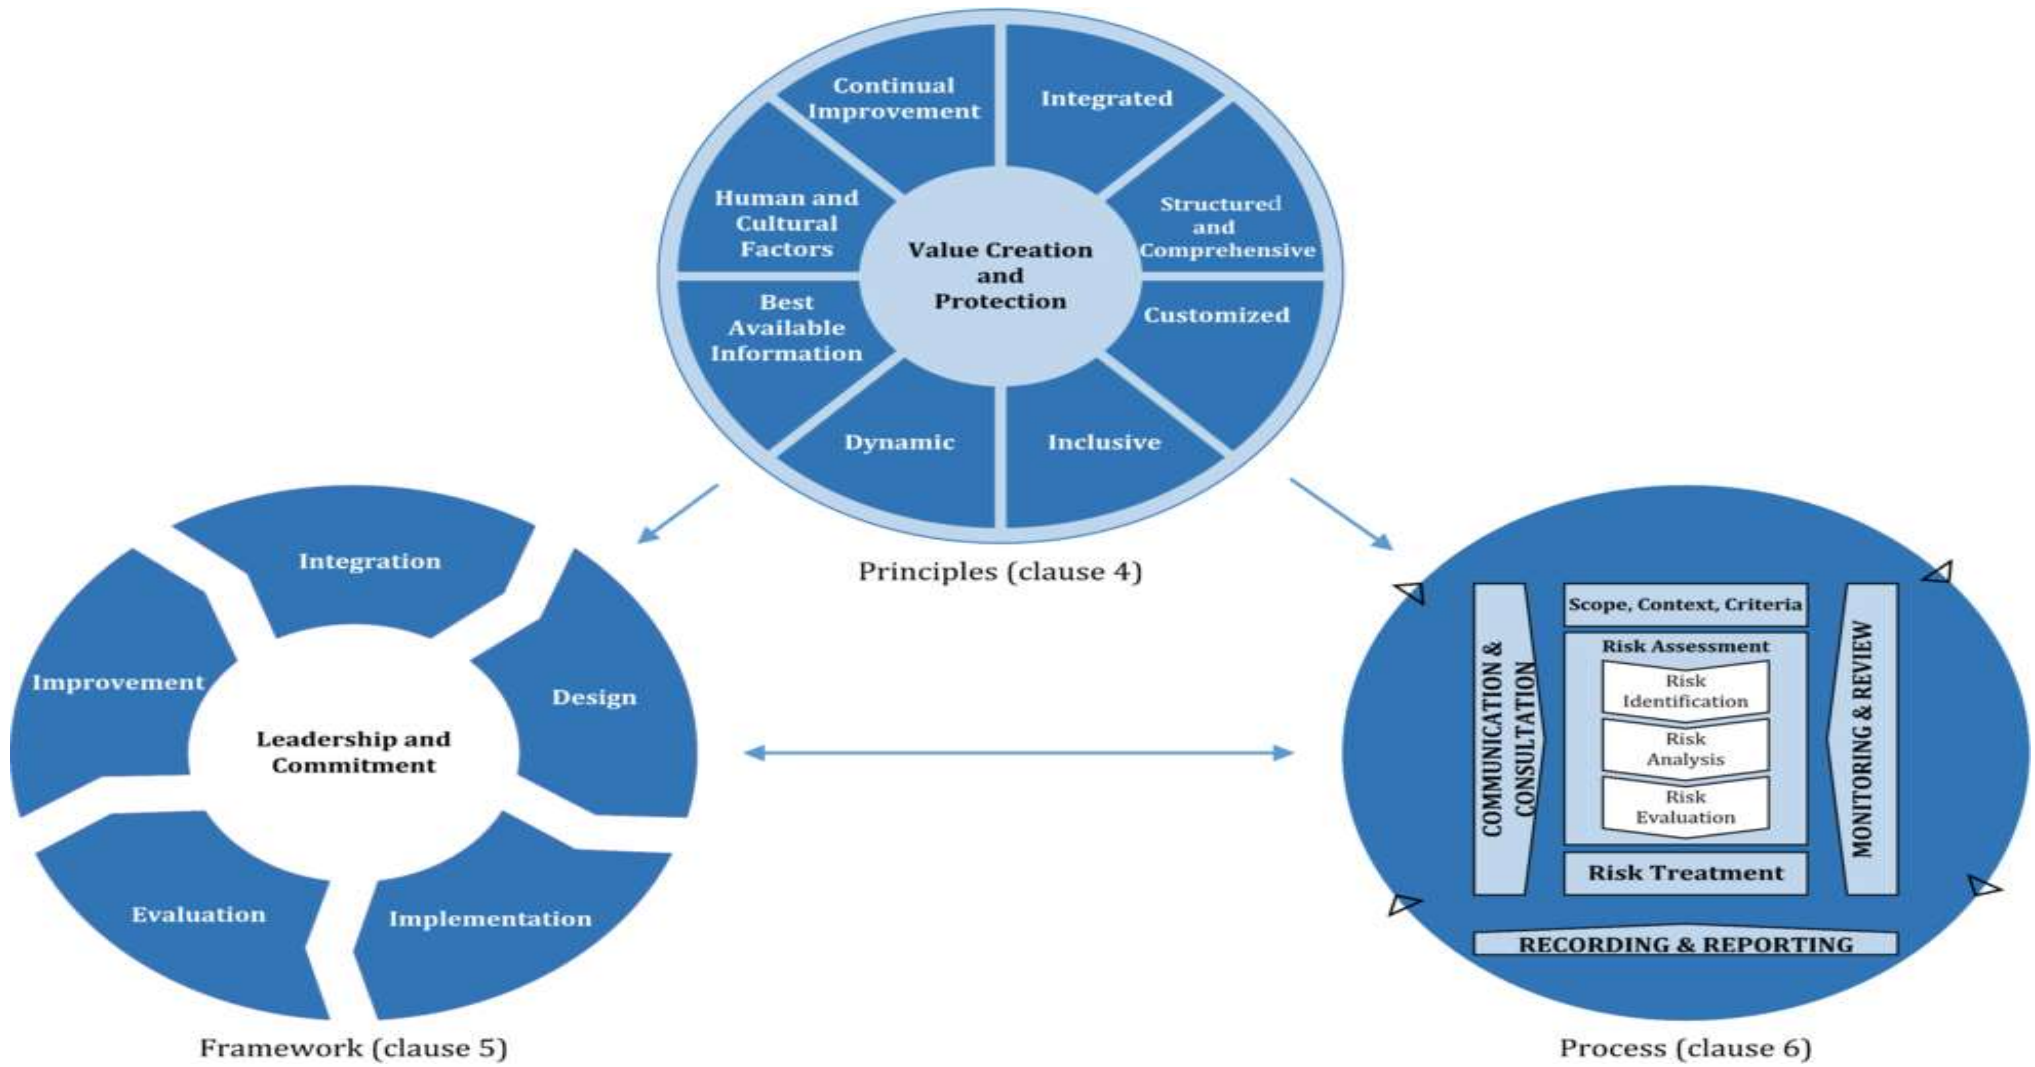 Continual
Improvement
Integrated
Structured
and
Comprehensive
Customized
Inclusive
Dynamic
Best
Available
Information
Human and
Cultural
Factors
Value Creation
and
Protection
Principles (clause 4)
Integration
Design
Implementation
Evaluation
Improvement
Leadership and
Commitment
Framework (clause 5)
COMMUNICATION &
CONSULTATION
Scope, Context, Criteria
Risk Assessment
Risk
Identification
Risk
Analysis
Risk
Evaluation
Risk Treatment
MONITORING & REVIEW
RECORDING & REPORTING
Process (clause 6)